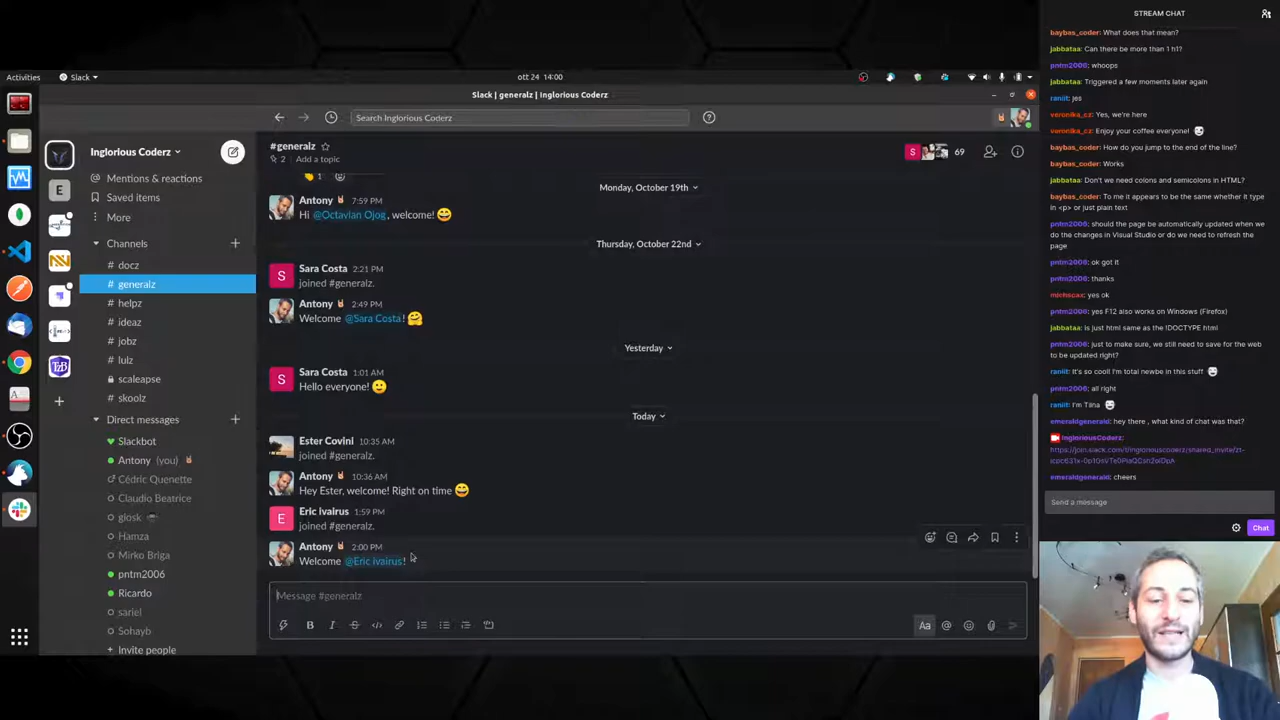 Activities
Slack
ott 24 14:00
Slack | generalz | Inglorious Coderz
Search Inglorious Coderz
Inglorious Coderz
Mentions & reactions
Saved items
More
Channels
# docz
# generalz
# helpz
# ideaz
# jobz
# lulz
scaleapse
# skoolz
Direct messages
Slackbot
Antony (you)
Cédric Quenette
Claudio Beatrice
glosk
Hamza
Mirko Briga
pntm2006
Ricardo
sariel
Sohayb
Invite people
E
#generalz
2 Add a topic
S
69
1
Monday, October 19th
Antony 7:59 PM
Hi @Octavian Ojog, welcome!
Thursday, October 22nd
S
Sara Costa 2:21 PM
joined #generalz.
Antony 2:49 PM
Welcome @Sara Costa!
Yesterday
S
Sara Costa 1:01 AM
Hello everyone!
Today
Ester Covini 10:35 AM
joined #generalz.
Antony 10:36 AM
Hey Ester, welcome! Right on time
E
Eric ivairus 1:59 PM
joined #generalz.
Antony 2:00 PM
Welcome @Eric ivairus!
Message #generalz
B I S
Aa @
STREAM CHAT
baybas_coder: What does that mean?
jabbataa: Can there be more than 1 h1?
pntm2006: whoops
jabbataa: Triggered a few moments later again
raniit: jes
veronika_cz: Yes, we're here
veronika_cz: Enjoy your coffee everyone!
baybas_coder: How do you jump to the end of the line?
baybas_coder: Works
jabbataa: Don't we need colons and semicolons in HTML?
baybas_coder: To me it appears to be the same whether it type
in <p> or just plain text
pntm2006: should the page be automatically updated when we
do the changes in Visual Studio or do we need to refresh the
page
pntm2006: ok got it
pntm2006: thanks
yes ok
pntm2006: yes F12 also works on Windows (Firefox)
jabbataa: is just html same as the !DOCTYPE html
pntm2006: just to make sure, we still need to save for the web
to be updated right?
raniit: It's so cool! I'm total newbe in this stuff
pntm2006: all right
raniit: I'm Tiina
emeraldgenerald: hey there , what kind of chat was that?
IngloriousCoderz:
emeraldgenerald: cheers
Send a message
Chat